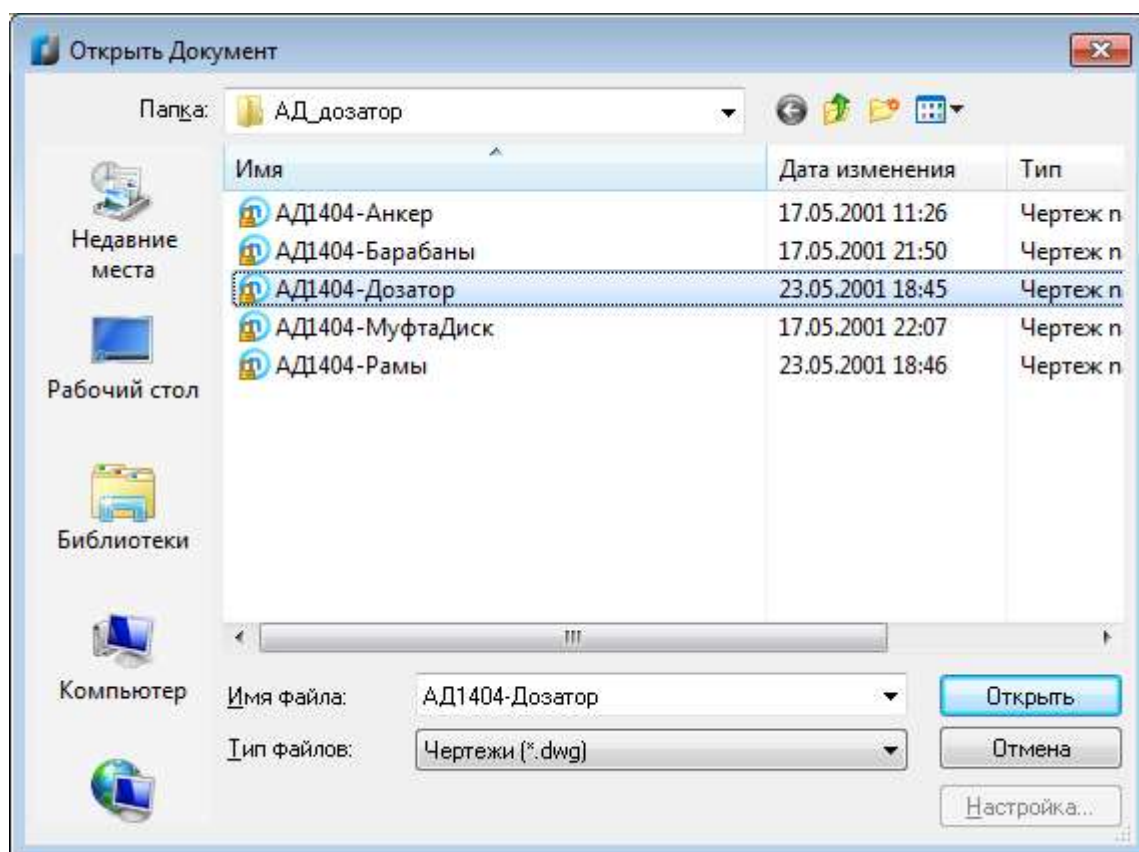 Открыть Документ
Папка: АД_дозатор
Имя Дата изменения Тип
АД1404-Анкер 17.05.2001 11:26 Чертеж n
АД1404-Барабаны 17.05.2001 21:50 Чертеж n
АД1404-Дозатор 23.05.2001 18:45 Чертеж n
АД1404-МуфтаДиск 17.05.2001 22:07 Чертеж n
АД1404-Рамы 23.05.2001 18:46 Чертеж n
Недавние
места
Рабочий стол
Библиотеки
Компьютер
Имя файла: АД1404-Дозатор Открыть
Тип файлов: Чертежи (*.dwg) Отмена
Настройка...